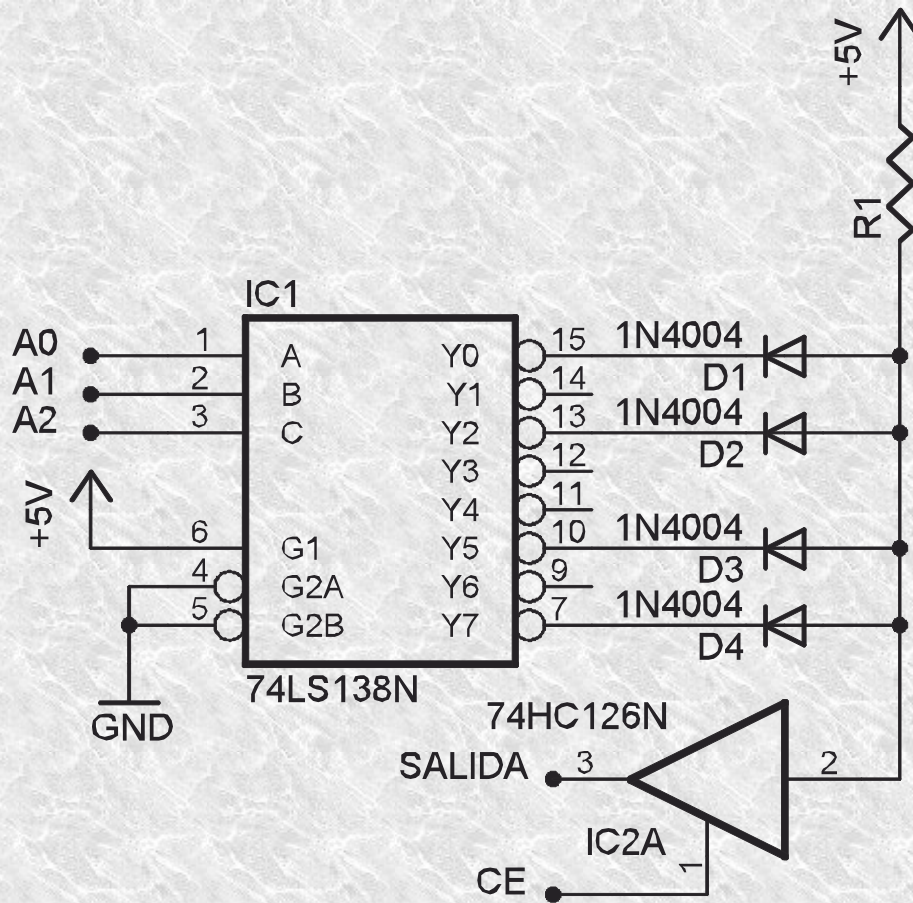 +5V
R1
IC1
A0 1 A Y0 15 1N4004
D1
A1 2 B Y1 14
A2 3 C Y2 13 1N4004
D2
Y3 12
+5V
Y4 11
6 G1 Y5 10 1N4004
D3
4 G2A Y6 9
5 G2B Y7 7 1N4004
D4
74LS138N
GND
74HC126N
SALIDA 3 2
IC2A
1
CE